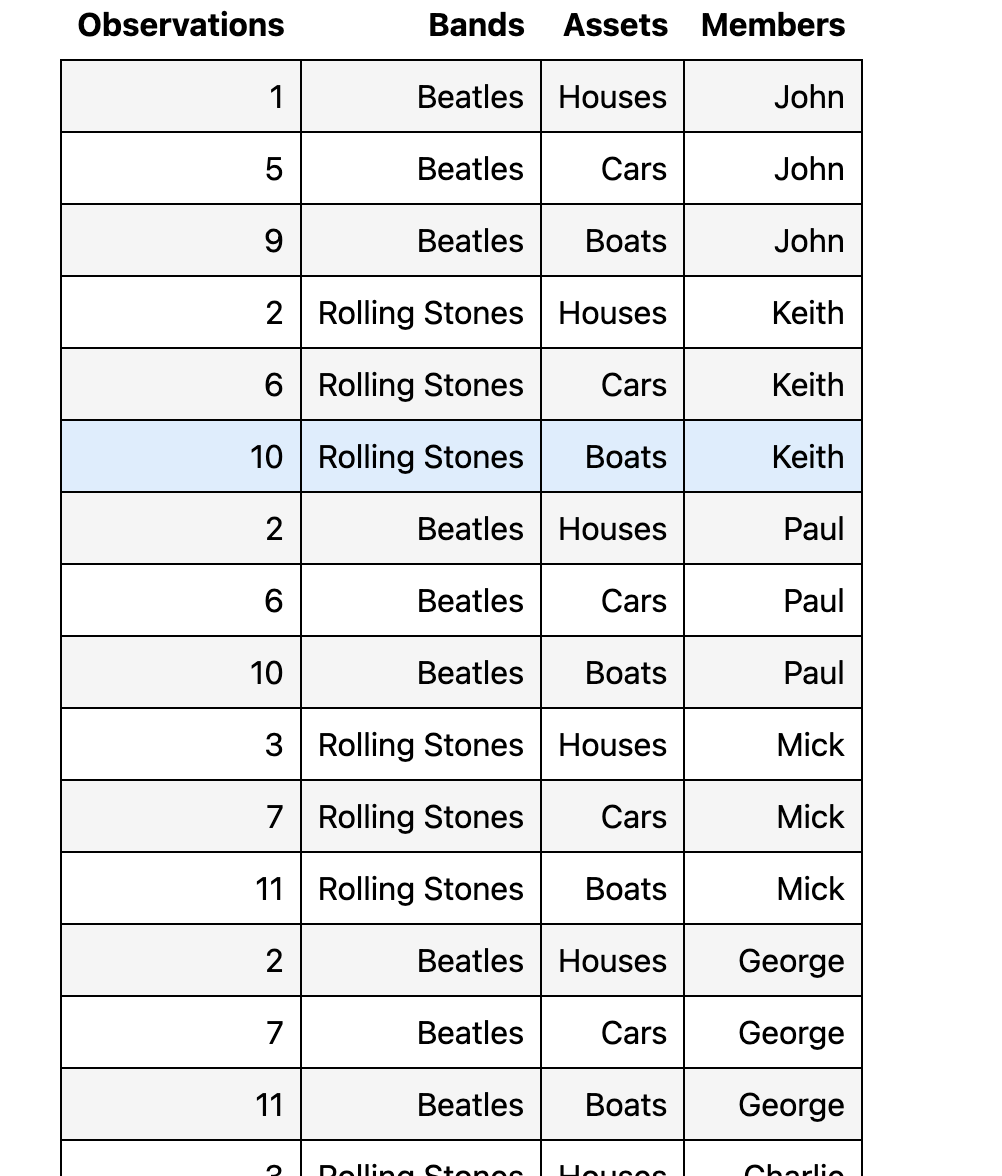 Observations Bands Assets Members
1 Beatles Houses John
5 Beatles Cars John
9 Beatles Boats John
2 Rolling Stones Houses Keith
6 Rolling Stones Cars Keith
10 Rolling Stones Boats Keith
2 Beatles Houses Paul
6 Beatles Cars Paul
10 Beatles Boats Paul
3 Rolling Stones Houses Mick
7 Rolling Stones Cars Mick
11 Rolling Stones Boats Mick
2 Beatles Houses George
7 Beatles Cars George
11 Beatles Boats George
Rolling Stones Houses Charlie